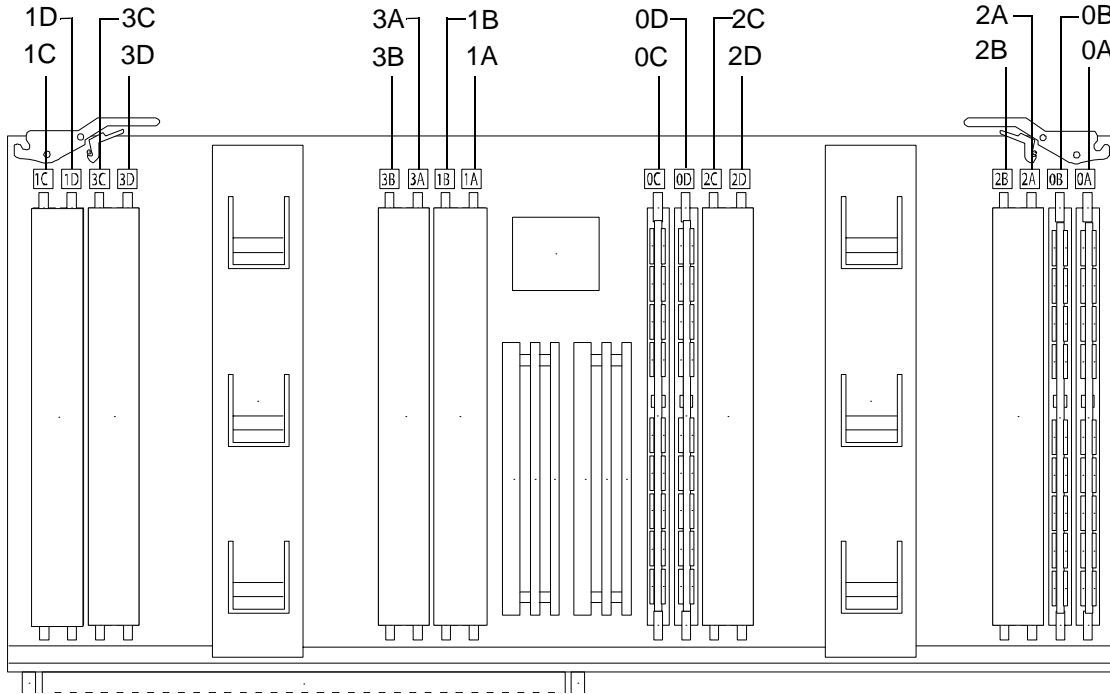 1D 3C 3A 1B 0D 2C 2A 0B
1C 3D 3B 1A 0C 2D 2B 0A
1C 1D 3C 3D 3B 3A 1B 1A 0C 0D 2C 2D 2B 2A 0B 0A